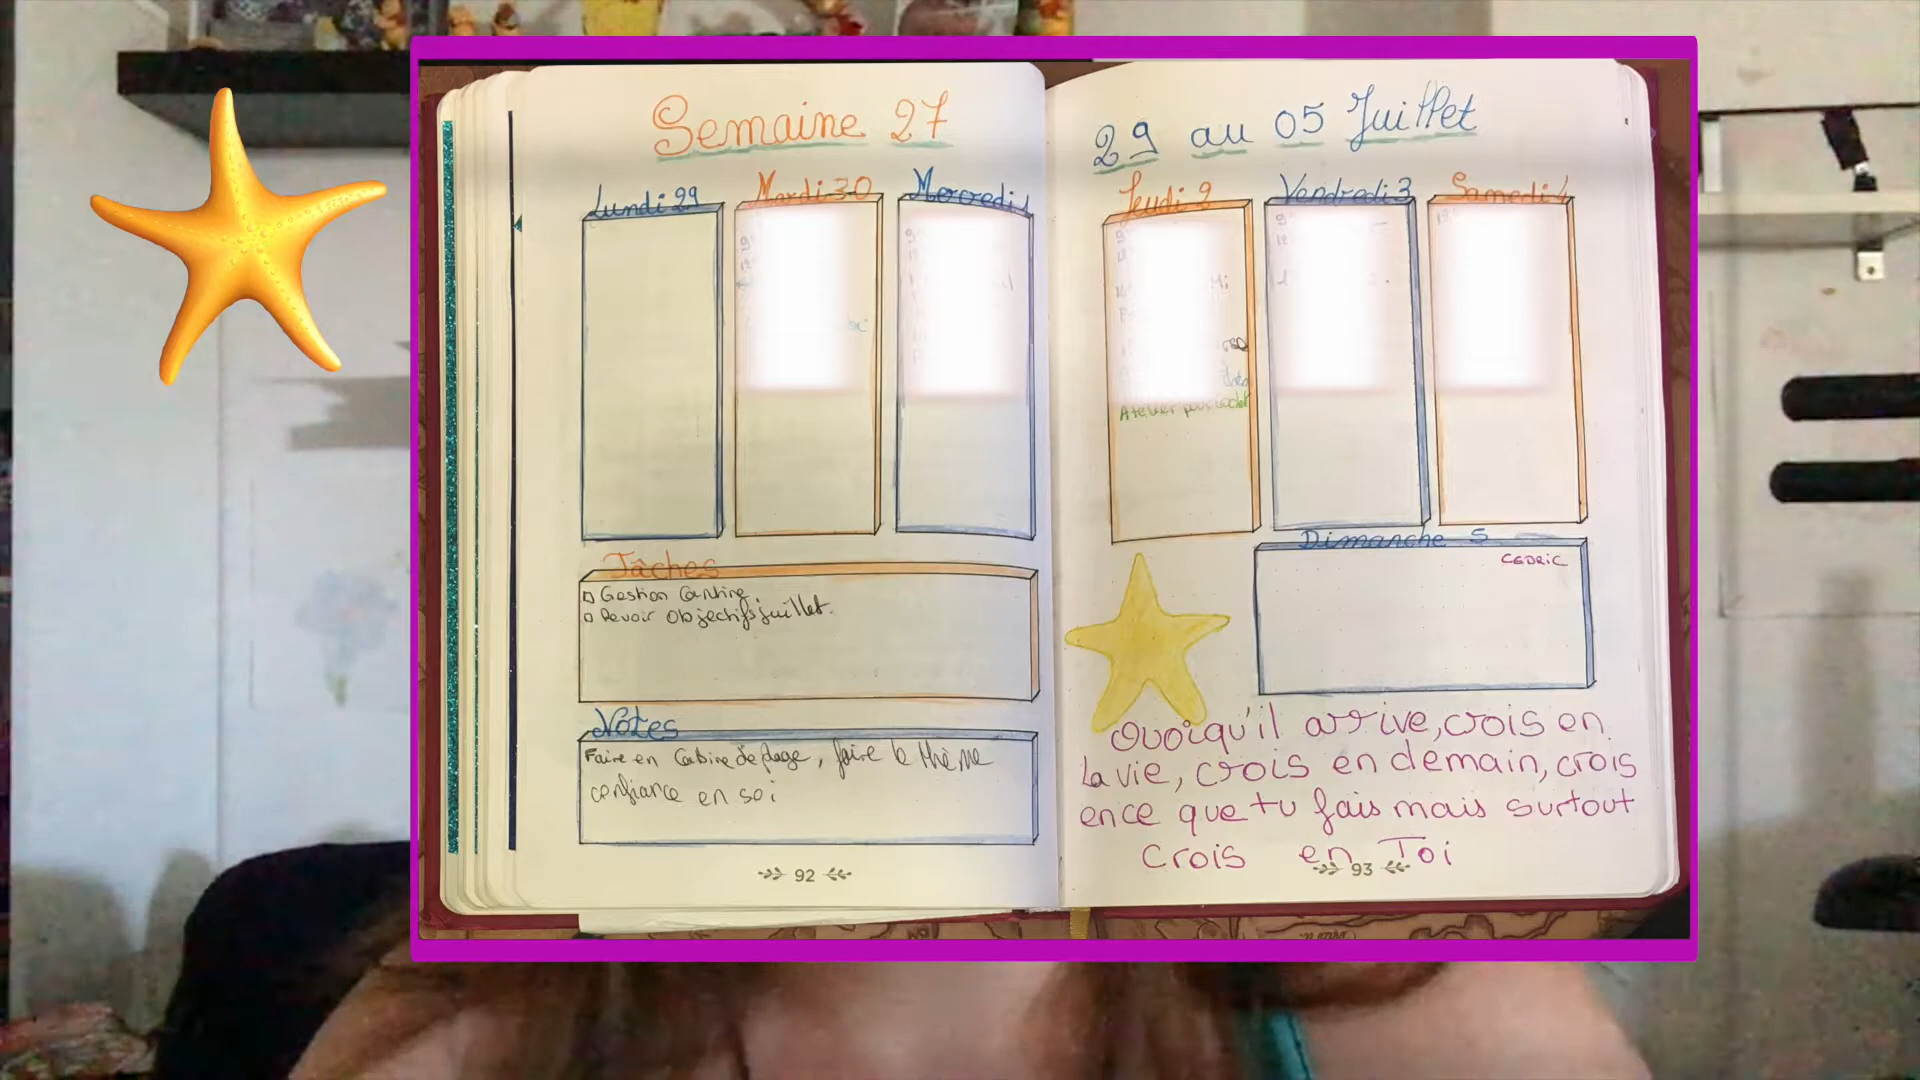 Semaine 27
29 au 05 Juillet
Lundi 29
Mardi 30
Mercredi 1
Jeudi 2
Vendredi 3
Samedi 4
Atelier
Dimanche 5
CEDRIC
Tâches
Gestion Cantine
Revoir Objectifs juillet.
Notes
Faire en Cabine de plage, faire le thème
confiance en soi
Quoiqu'il arrive, crois en
la vie, crois en demain, crois
en ce que tu fais mais surtout
crois en Toi
92
93